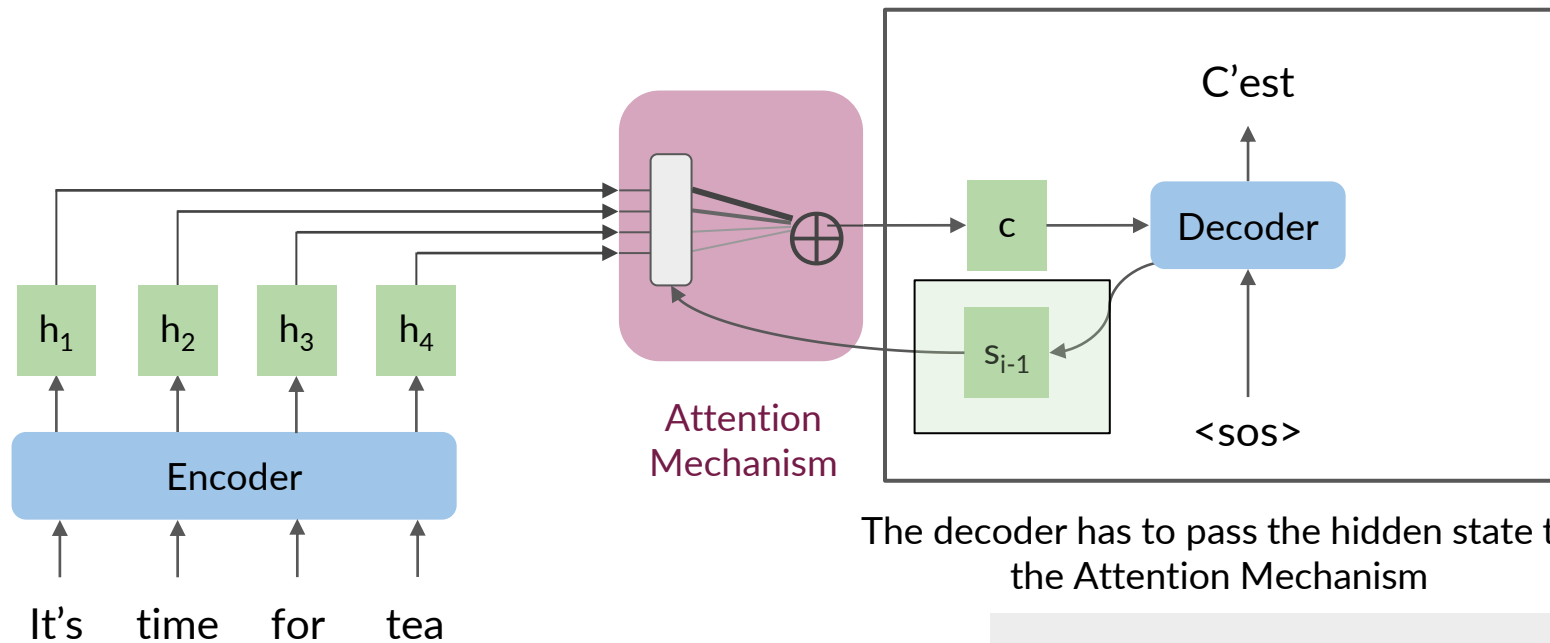 C'est
c
Decoder
h1
h2
h3
h4
si-1
Attention
Mechanism
<sos>
Encoder
The decoder has to pass the hidden state t
the Attention Mechanism
It's time for tea